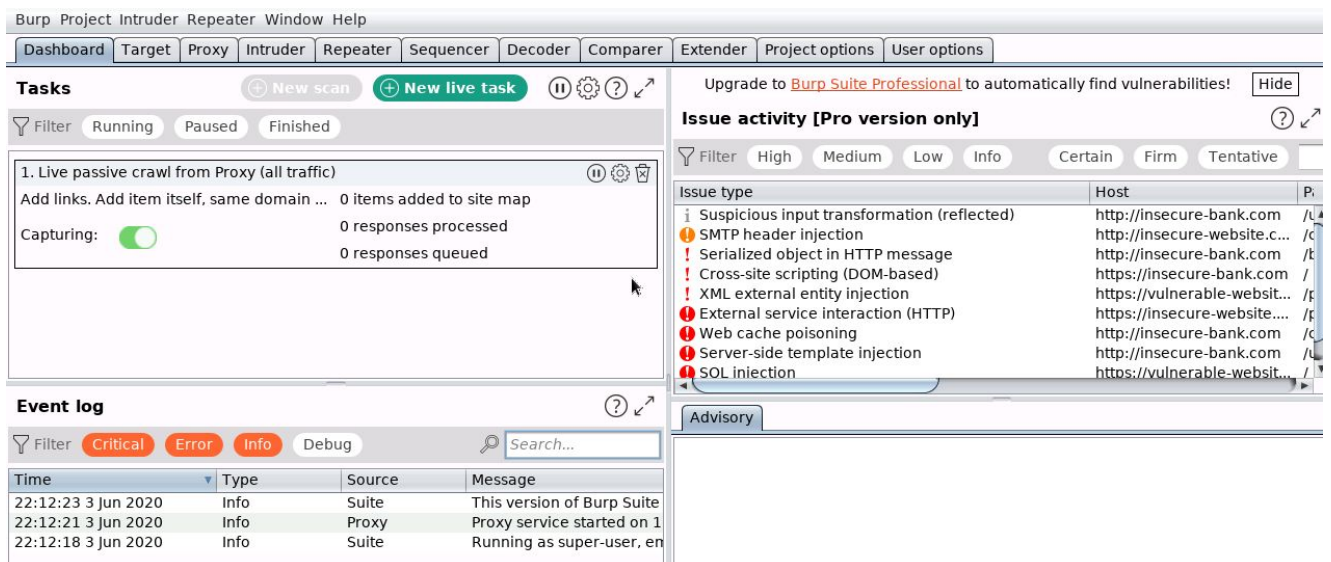 Burp Project Intruder Repeater Window Help
Dashboard Target Proxy Intruder Repeater Sequencer Decoder Comparer Extender Project options User options
Tasks
New scan
New live task
Filter Running Paused Finished
1. Live passive crawl from Proxy (all traffic)
Add links. Add item itself, same domain ... 0 items added to site map
0 responses processed
Capturing:
0 responses queued
Event log
Filter Critical Error Info Debug Search...
Time Type Source Message
22:12:23 3 Jun 2020 Info Suite This version of Burp Suite
22:12:21 3 Jun 2020 Info Proxy Proxy service started on 1
22:12:18 3 Jun 2020 Info Suite Running as super-user, em
Upgrade to Burp Suite Professional to automatically find vulnerabilities! Hide
Issue activity [Pro version only]
Filter High Medium Low Info Certain Firm Tentative
Issue type Host
Suspicious input transformation (reflected) http://insecure-bank.com
SMTP header injection http://insecure-website.c...
Serialized object in HTTP message http://insecure-bank.com
Cross-site scripting (DOM-based) https://insecure-bank.com /
XML external entity injection https://vulnerable-websit...
External service interaction (HTTP) https://insecure-website....
Web cache poisoning http://insecure-bank.com
Server-side template injection http://insecure-bank.com
SQL injection https://vulnerable-websit... /
Advisory